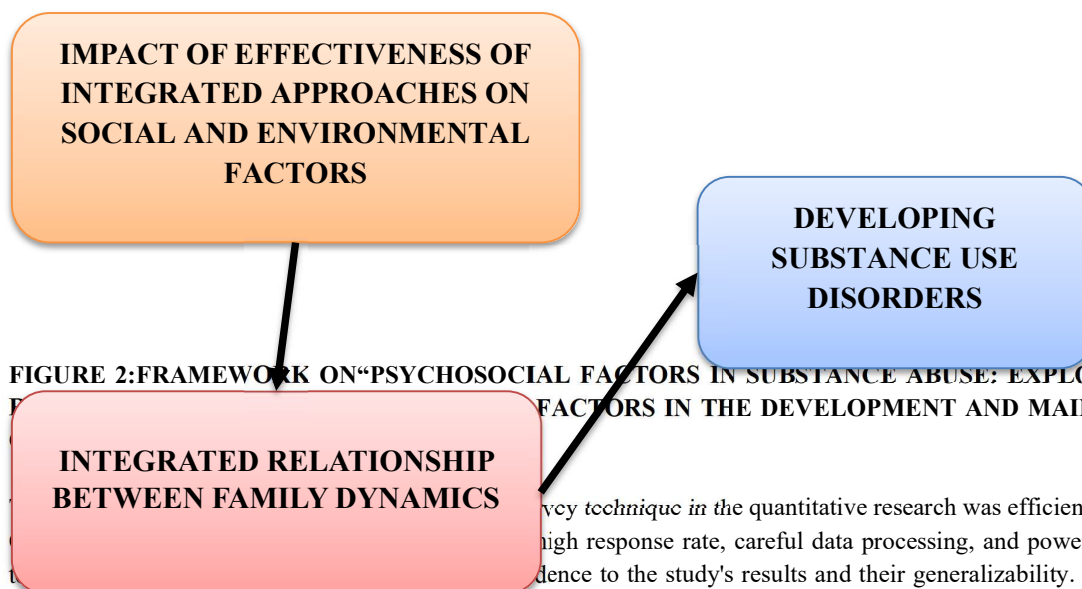 IMPACT OF EFFECTIVENESS OF
INTEGRATED APPROACHES ON
SOCIAL AND ENVIRONMENTAL
FACTORS
DEVELOPING
SUBSTANCE USE
DISORDERS
FIGURE 2:FRAMEWORK ON“PSYCHOSOCIAL FACTORS IN SUBSTANCE ABUSE:
FACTORS IN THE DEVELOPMENT AND
INTEGRATED RELATIONSHIP
BETWEEN FAMILY DYNAMICS
technique in the quantitative research was
high response rate, careful data processing, and
to the study's results and their generalizability.